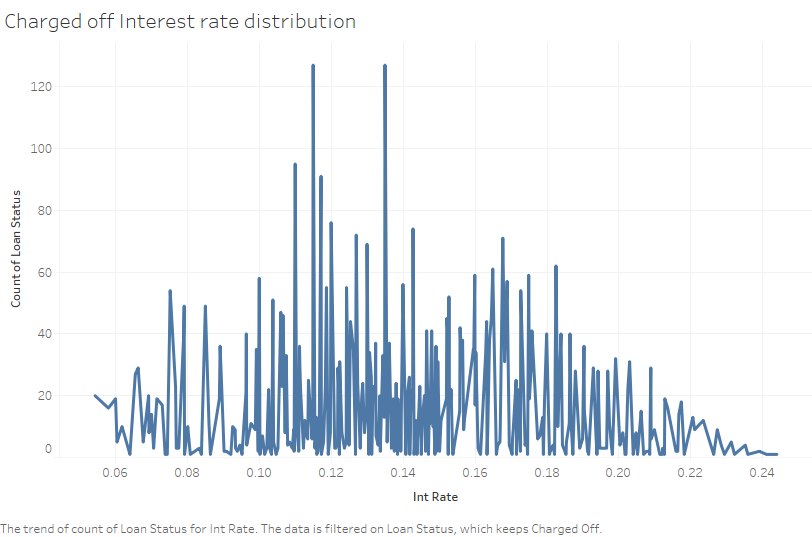 Charged off Interest rate distribution
120
100
80
60
40
20
0
Count of Loan Status
0.06 0.08 0.10 0.12 0.14 0.16 0.18 0.20 0.22 0.24
Int Rate
The trend of count of Loan Status for Int Rate. The data is filtered on Loan Status, which keeps Charged Off.